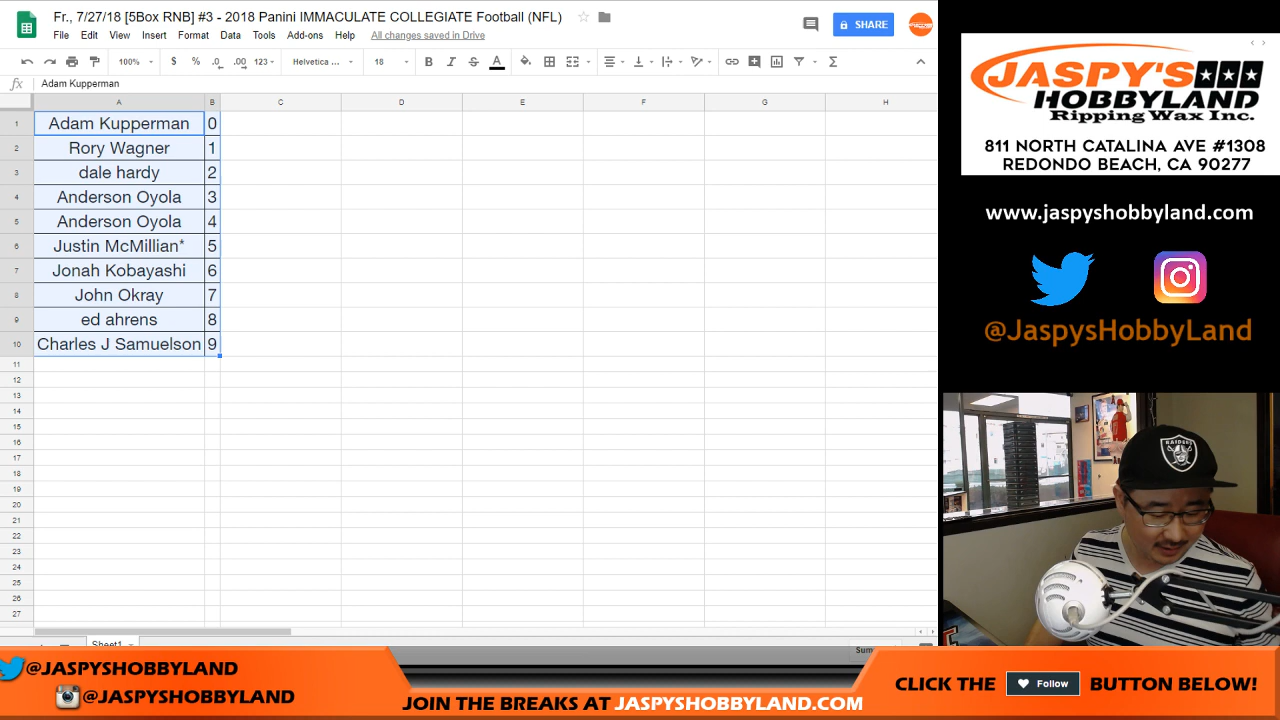 Fr., 7/27/18 [5Box RNB] #3 - 2018 Panini IMMACULATE COLLEGIATE Football (NFL)
File Edit View Insert Format Data Tools Add-ons Help All changes saved in Drive
SHARE
100% $ % .0 .00 123 Helvetica ... 18 B I S A
fx Adam Kupperman
A B C D E F G H
1 Adam Kupperman 0
2 Rory Wagner 1
3 dale hardy 2
4 Anderson Oyola 3
5 Anderson Oyola 4
6 Justin McMillian* 5
7 Jonah Kobayashi 6
8 John Okray 7
9 ed ahrens 8
10 Charles J Samuelson 9
11
12
13
14
15
16
17
18
19
20
21
22
23
24
25
26
27
Sheet1
JASPY'S
HOBBYLAND
Ripping Wax Inc.
811 NORTH CATALINA AVE #1308
REDONDO BEACH, CA 90277
www.jaspyshobbyland.com
@JaspysHobbyLand
RAIDERS
@JASPYSHOBBYLAND
@JASPYSHOBBYLAND
JOIN THE BREAKS AT JASPYSHOBBYLAND.COM
CLICK THE Follow BUTTON BELOW!